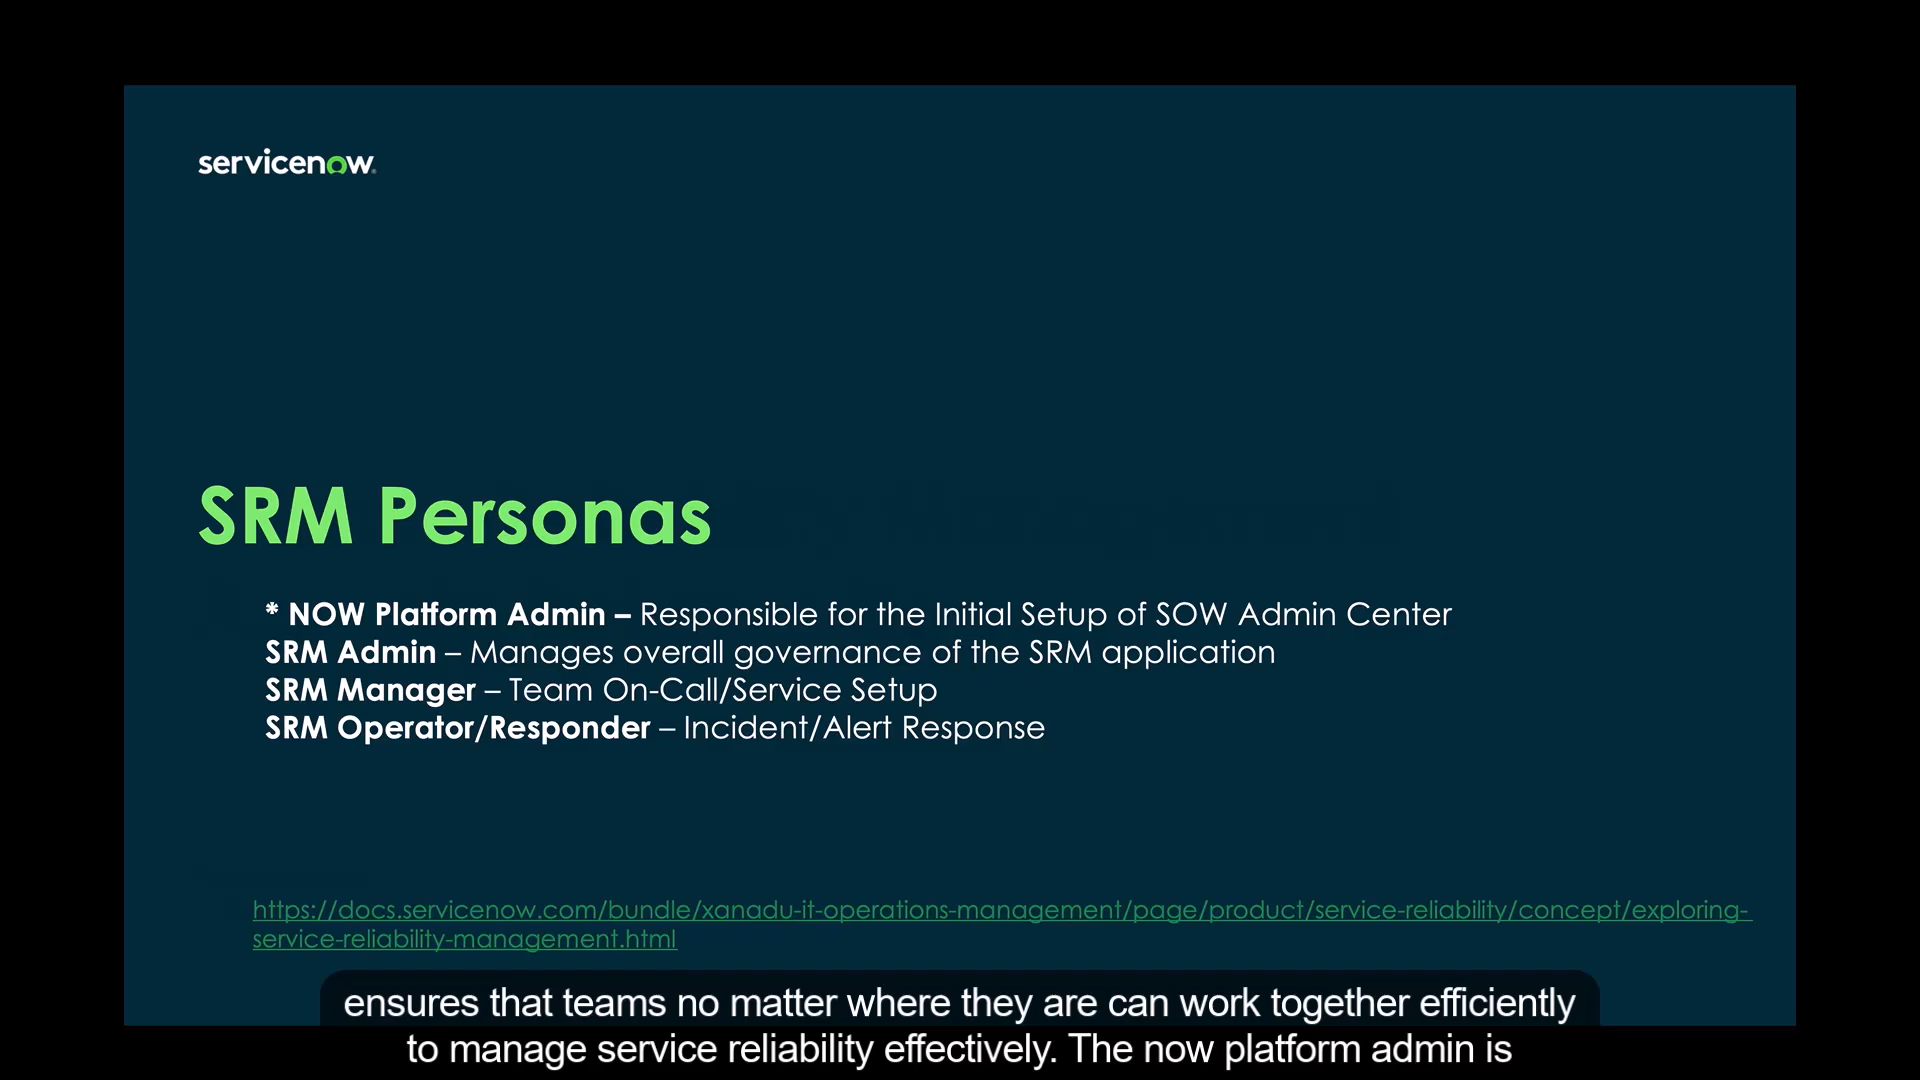 servicenow
SRM Personas
* NOW Platform Admin – Responsible for the Initial Setup of SOW Admin Center
SRM Admin – Manages overall governance of the SRM application
SRM Manager – Team On-Call/Service Setup
SRM Operator/Responder – Incident/Alert Response
https://docs.servicenow.com/bundle/xanadu-it-operations-management/page/product/service-reliability/concept/exploring-
service-reliability-management.html
ensures that teams no matter where they are can work together efficiently
to manage service reliability effectively. The now platform admin is